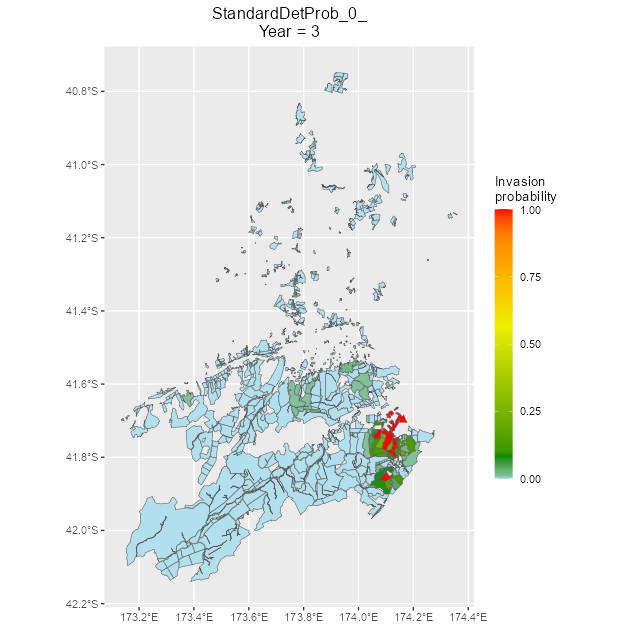 StandardDetProb_0_
Year = 3
40.8°S
41.0°S
41.2°S
41.4°S
41.6°S
41.8°S
42.0°S
42.2°S
173.2°E 173.4°E 173.6°E 173.8°E 174.0°E 174.2°E 174.4°E
Invasion
probability
1.00
0.75
0.50
0.25
0.00